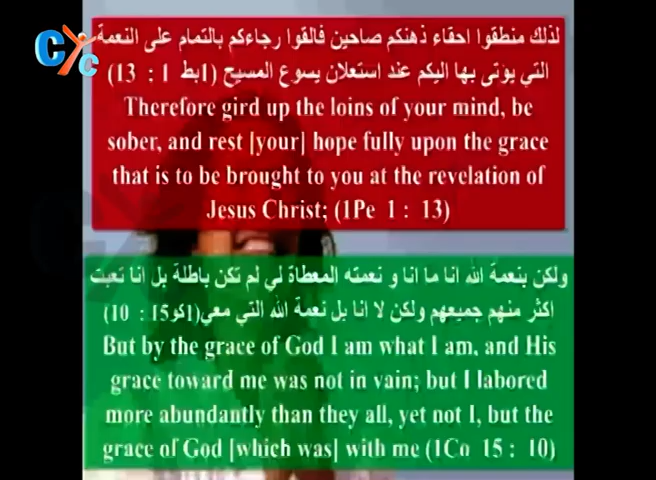 CYC
لذلك منطقوا احقاء ذهنكم صاحين فالقوا رجاءكم بالتمام على النعمة
التي يؤتى بها اليكم عند استعلان يسوع المسيح (1بط 1 : 13)
Therefore gird up the loins of your mind, be
sober, and rest [your] hope fully upon the grace
that is to be brought to you at the revelation of
Jesus Christ; (1Pe 1 : 13)
ولكن بنعمة الله انا ما انا و نعمته المعطاة لي لم تكن باطلة بل انا تعبت
اكثر منهم جميعهم ولكن لا انا بل نعمة الله التي معي(1كو15 : 10)
But by the grace of God I am what I am, and His
grace toward me was not in vain; but I labored
more abundantly than they all, yet not I, but the
grace of God [which was] with me (1Co 15 : 10)